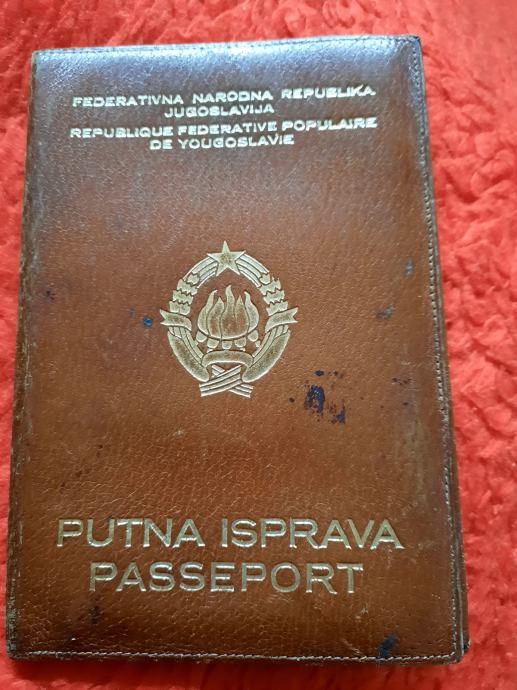 FEDERATIVNA NARODNA REPUBLIKA
JUGOSLAVIJA
REPUBLIQUE FEDERATIVE POPULAIRE
DE YOUGOSLAVIE
PUTNA ISPRAVA
PASSEPORT